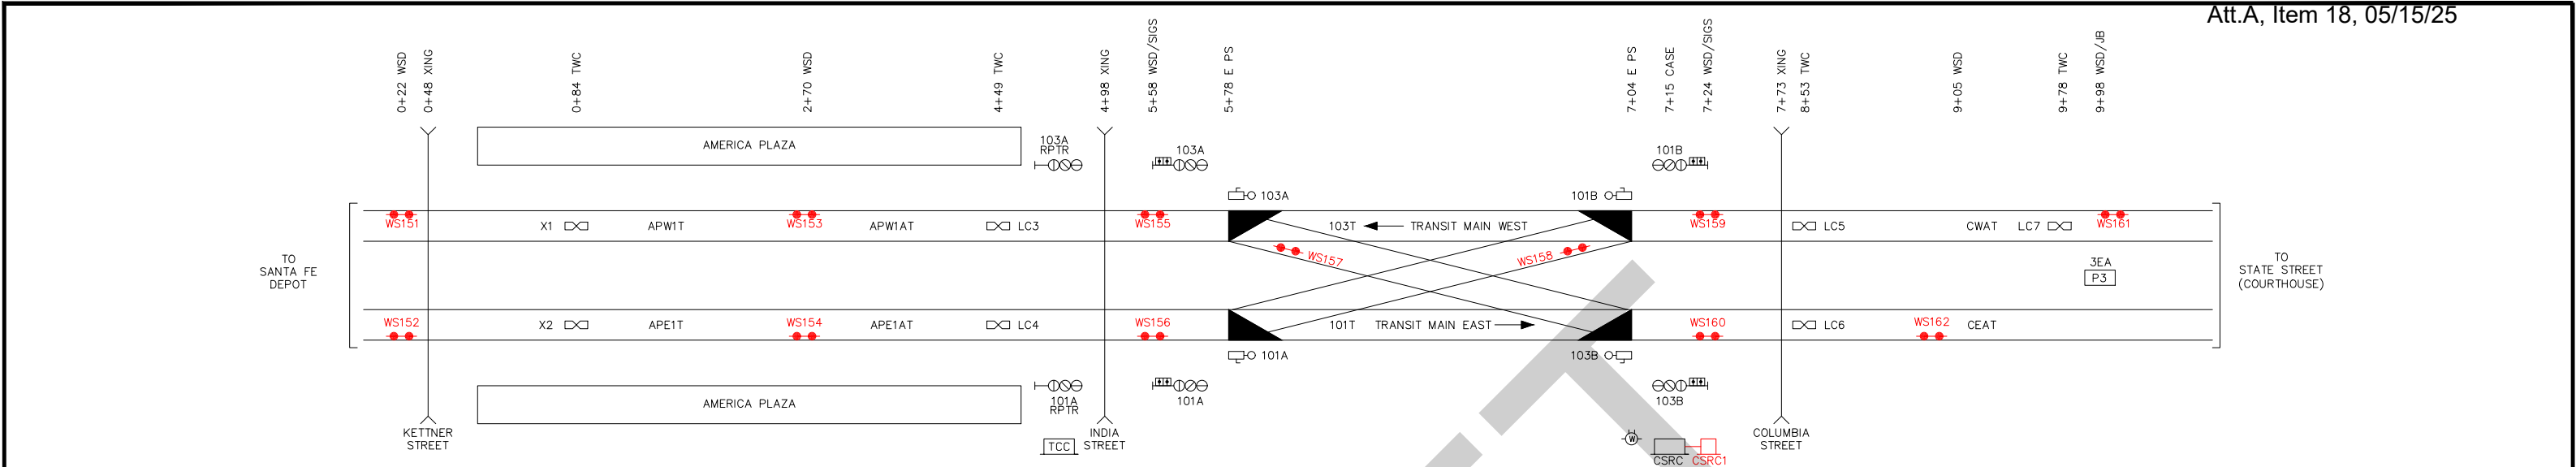 Att.A, Item 18, 05/15/25
0+22 WSD
0+48 XING
0+84 TWC
2+70 WSD
4+49 TWC
4+98 XING
5+58 WSD/SIGS
5+78 E PS
7+04 E PS
7+15 CASE
7+24 WSD/SIGS
7+73 XING
8+53 TWC
9+05 WSD
9+78 TWC
9+98 WSD/JB
AMERICA PLAZA
103A
RPTR
103A
101B
103A
101B
WS151
X1
APW1T
WS153
APW1AT
LC3
WS155
103T
TRANSIT MAIN WEST
WS159
LC5
CWAT
LC7
WS161
WS157
WS158
TO
SANTA FE
DEPOT
3EA
P3
TO
STATE STREET
(COURTHOUSE)
WS152
X2
APE1T
WS154
APE1AT
LC4
WS156
101T
TRANSIT MAIN EAST
WS160
LC6
WS162
CEAT
101A
103B
AMERICA PLAZA
101A
RPTR
101A
103B
KETTNER
STREET
TCC
INDIA
STREET
W
CSRC
CSRC1
COLUMBIA
STREET